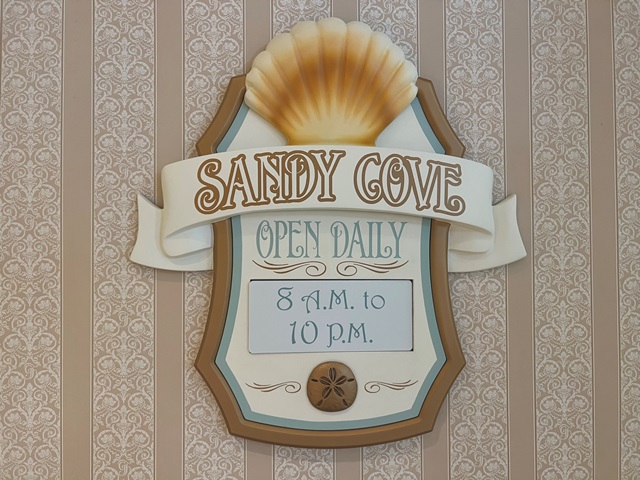 SANDY COVE
OPEN DAILY
8 A.M. to
10 P.M.